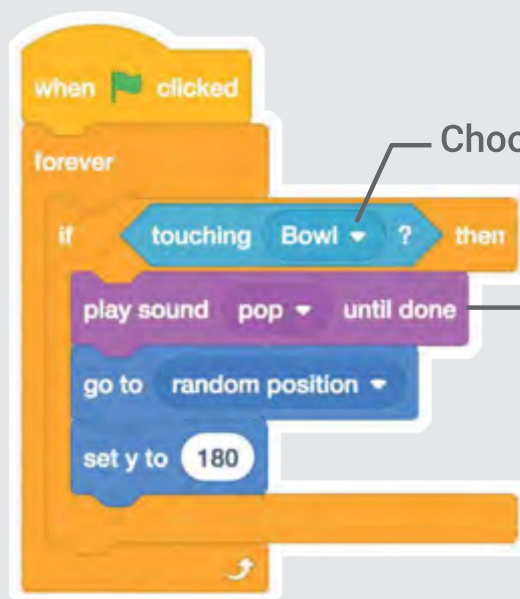 when clicked
forever
Choo
if touching Bowl ? then
play sound pop until done
go to random position
set y to 180